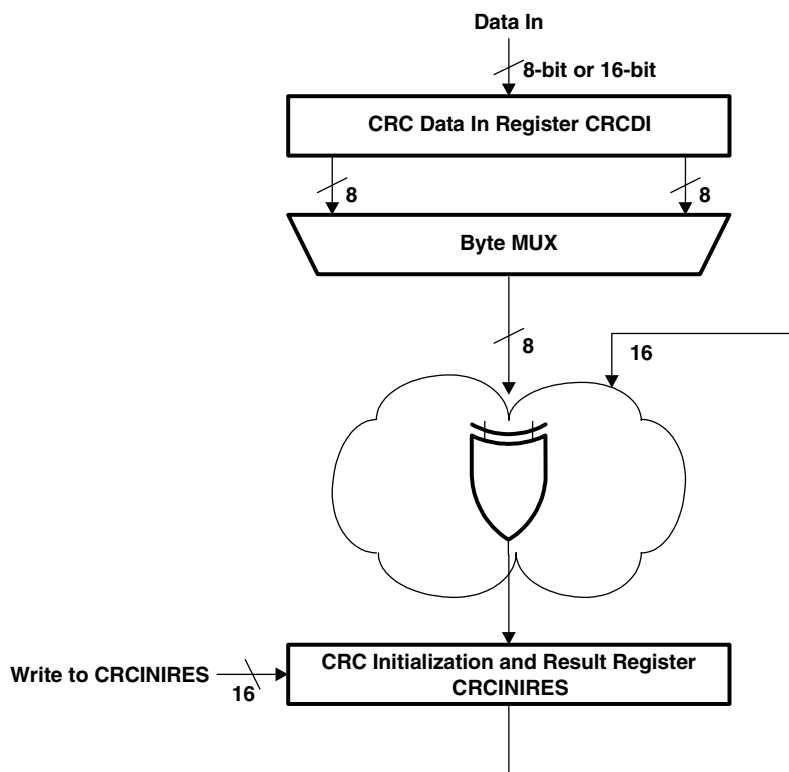 Data In
8-bit or 16-bit
CRC Data In Register CRCDI
8
8
Byte MUX
8
16
CRC Initialization and Result Register
CRCINIRES
Write to CRCINIRES
16